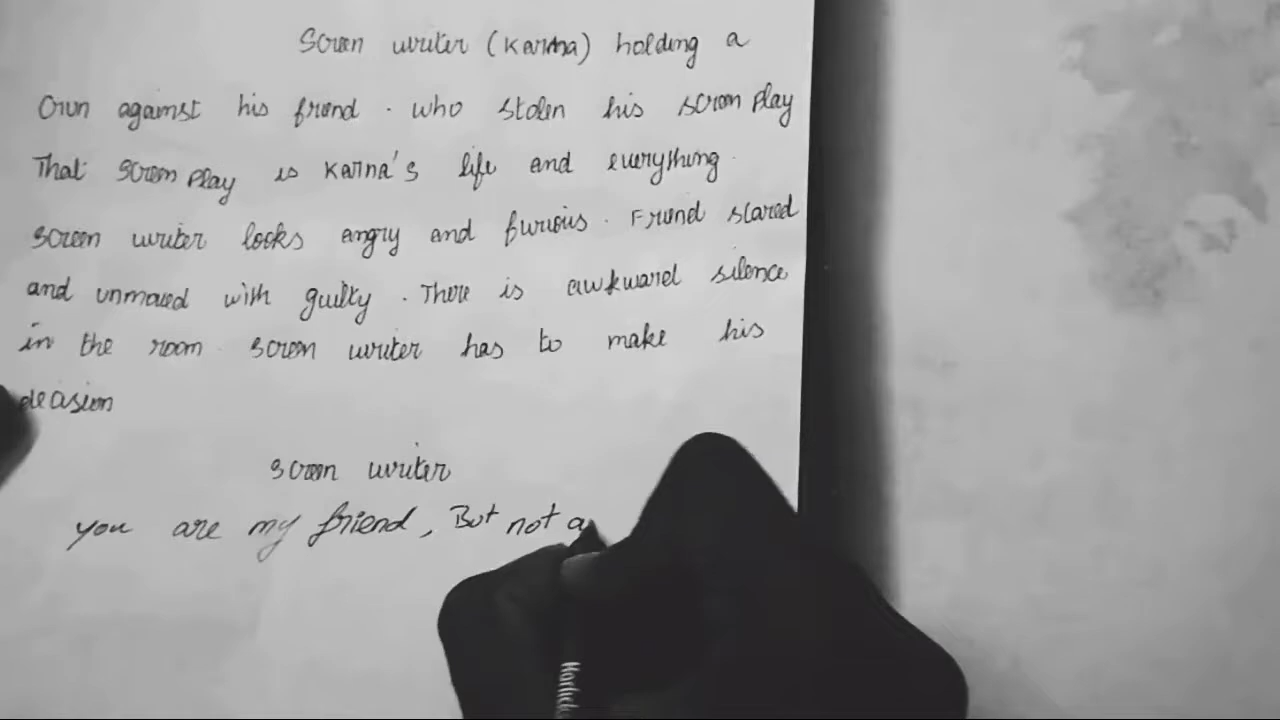 Screen writer (Karna) holding a
Gun against his friend. who stolen his screen play
That screen play is Karna's life and everything.
screen writer looks angry and furious. Friend scared
and unmoved with guilty. There is awkward silence
in the room. screen writer has to make his
decision
screen writer
you are my friend, But not a